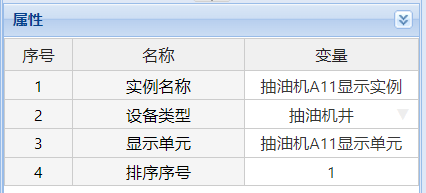 属性
序号 名称 变量
1 实例名称 抽油机A11显示实例
2 设备类型 抽油机井
3 显示单元 抽油机A11显示单元
4 排序序号 1